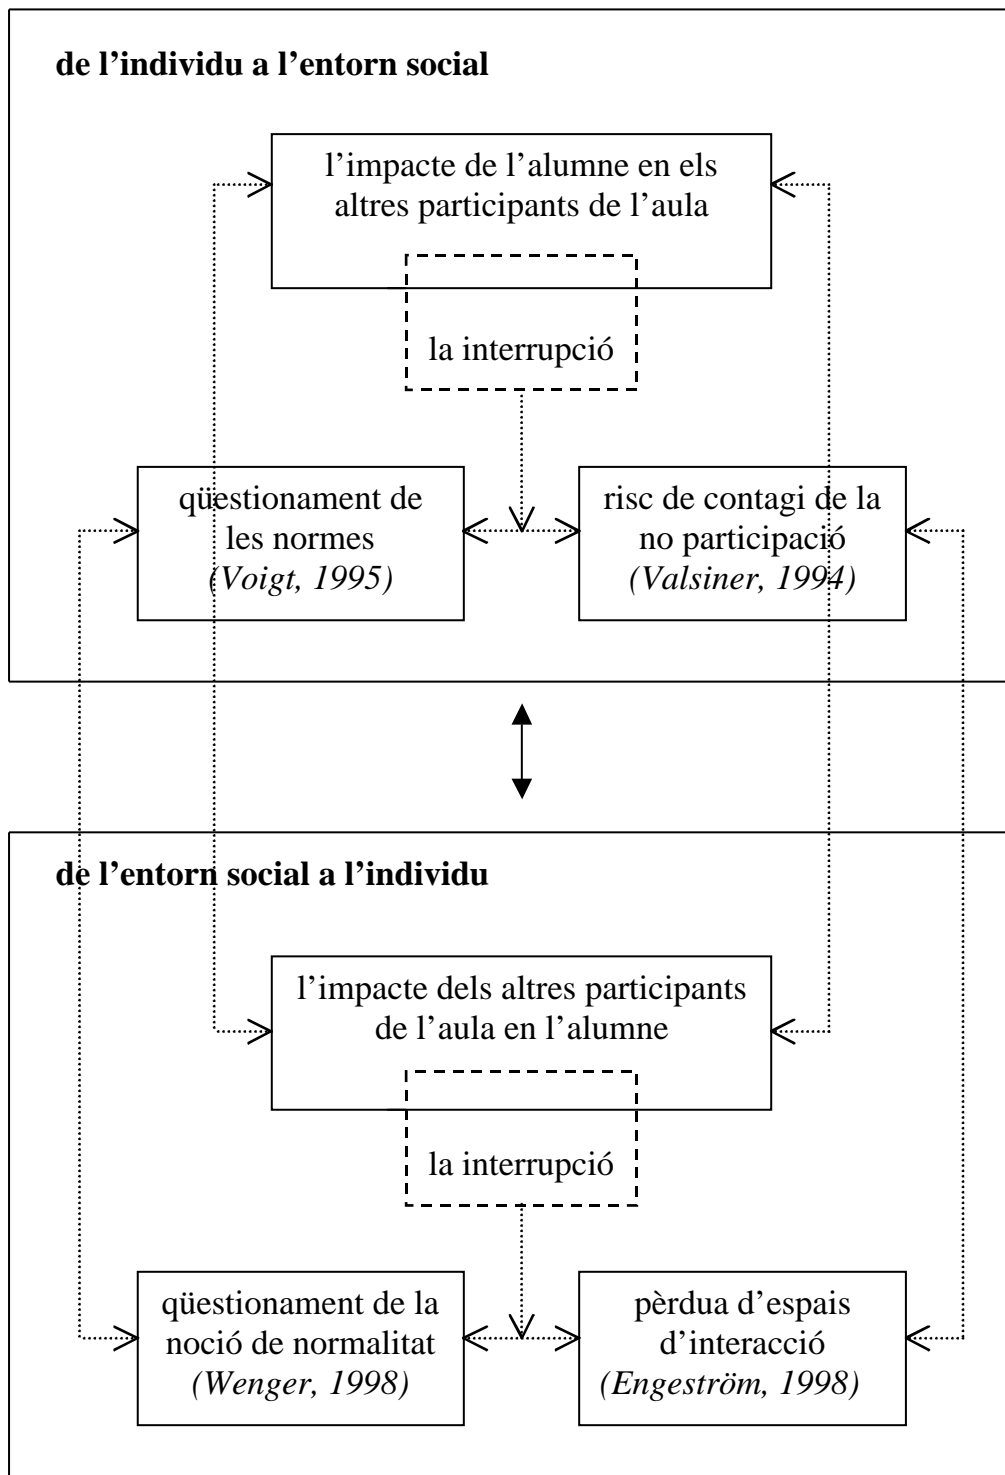 de l’individu a l’entorn social
l’impacte de l’alumne en els
altres participants de l’aula
la interrupció
qüestionament de
les normes
(Voigt, 1995)
risc de contagi de la
no participació
(Valsiner, 1994)
de l’entorn social a l’individu
l’impacte dels altres participants
de l’aula en l’alumne
la interrupció
qüestionament de la
noció de normalitat
(Wenger, 1998)
pèrdua d’espais
d’interacció
(Engeström, 1998)